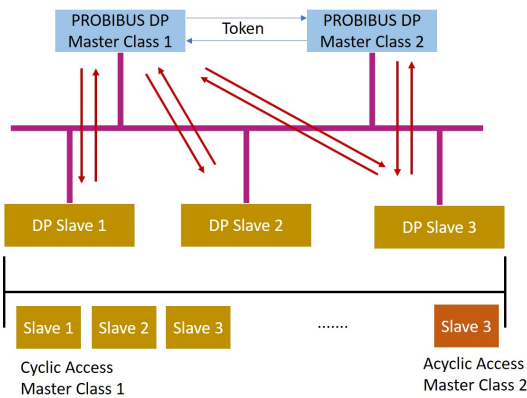 PROBIBUS DP
Master Class 1
Token
PROBIBUS DP
Master Class 2
DP Slave 1
DP Slave 2
DP Slave 3
Slave 1
Slave 2
Slave 3
.......
Slave 3
Cyclic Access
Master Class 1
Acyclic Access
Master Class 2